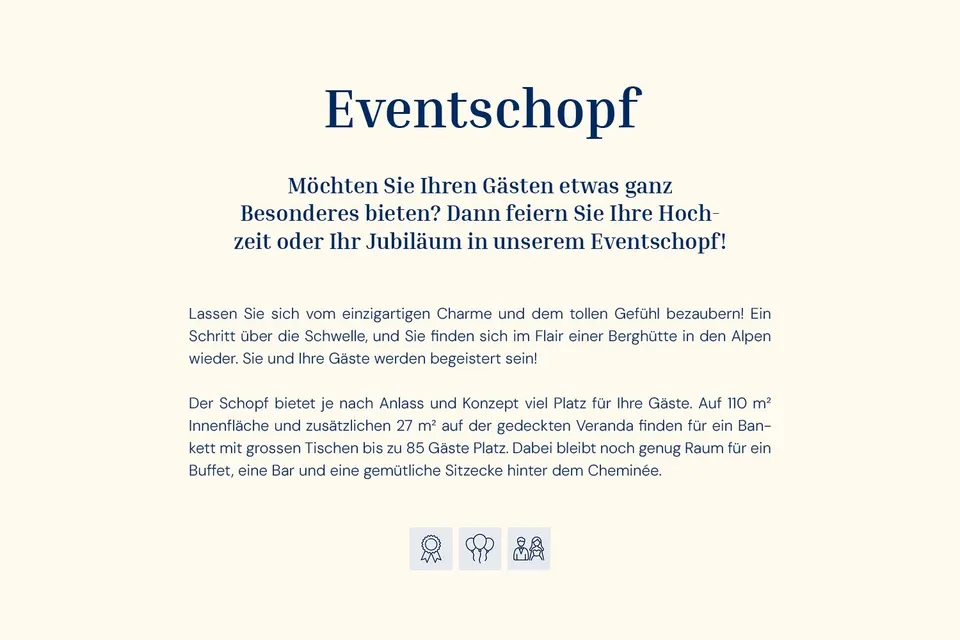 Eventschopf
Möchten Sie Ihren Gästen etwas ganz
Besonderes bieten? Dann feiern Sie Ihre Hoch-
zeit oder Ihr Jubiläum in unserem Eventschopf!
Lassen Sie sich vom einzigartigen Charme und dem tollen Gefühl bezaubern! Ein
Schritt über die Schwelle, und Sie finden sich im Flair einer Berghütte in den Alpen
wieder. Sie und Ihre Gäste werden begeistert sein!
Der Schopf bietet je nach Anlass und Konzept viel Platz für Ihre Gäste. Auf 110 m²
Innenfläche und zusätzlichen 27 m² auf der gedeckten Veranda finden für ein Ban-
kett mit grossen Tischen bis zu 85 Gäste Platz. Dabei bleibt noch genug Raum für ein
Buffet, eine Bar und eine gemütliche Sitzecke hinter dem Cheminée.